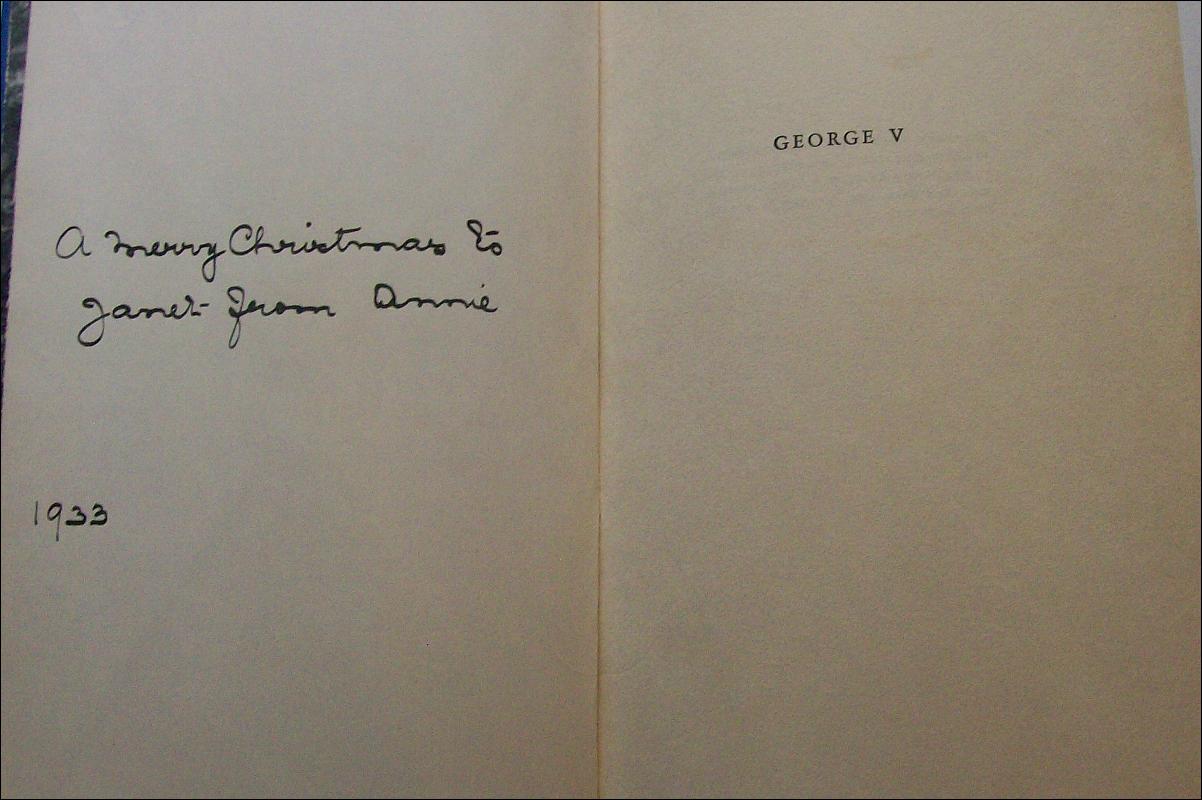 A Merry Christmas to
Janet from Annie
1933
GEORGE V